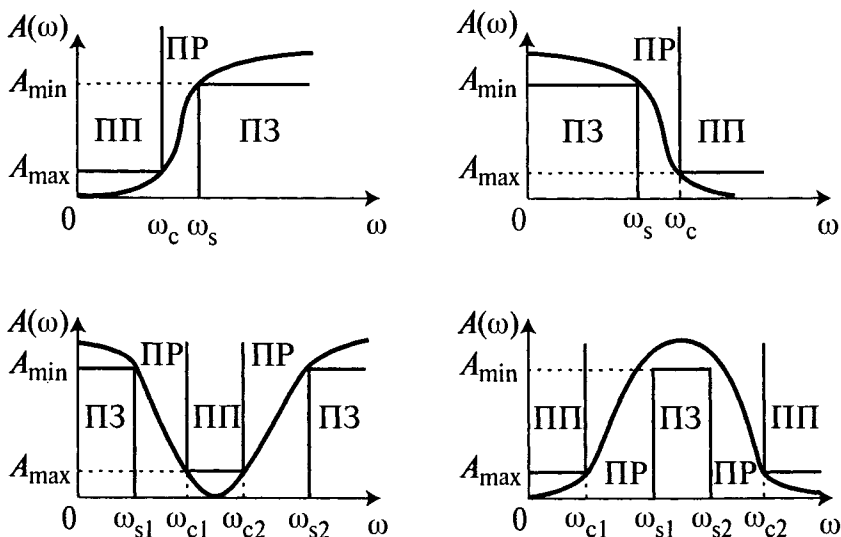 A(ω) ПР
A(ω) ПР
A_min
A_min
ПП ПЗ
ПЗ ПП
A_max
A_max
0 ω_c ω_s ω
0 ω_s ω_c ω
A(ω) ПР ПР
A(ω)
A_min
A_min
ПЗ ПП ПЗ
ПП ПЗ ПП
A_max
A_max ПР ПР
0 ω_s1 ω_c1 ω_c2 ω_s2 ω
0 ω_c1 ω_s1 ω_s2 ω_c2 ω